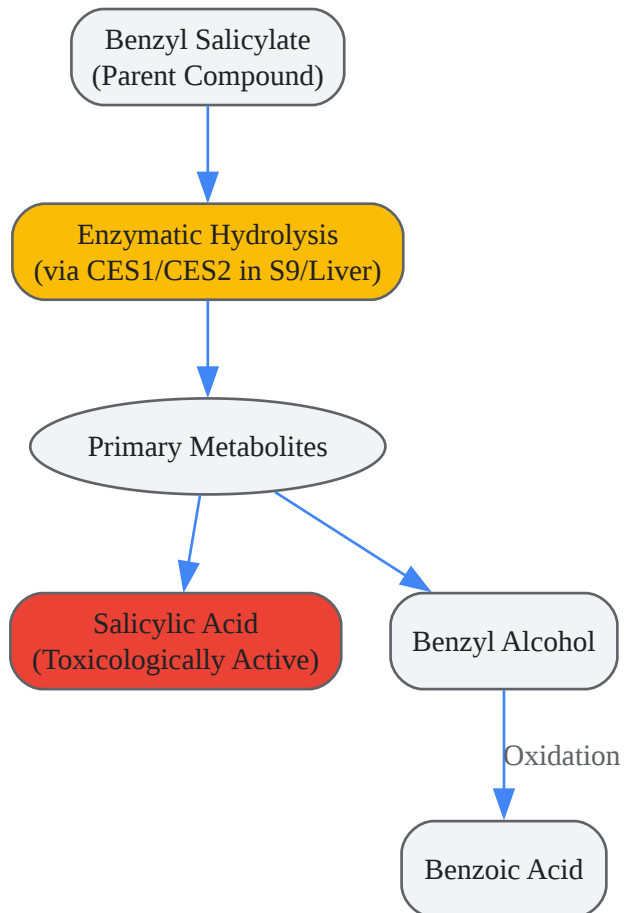 Benzyl Salicylate
(Parent Compound)
Enzymatic Hydrolysis
(via CES1/CES2 in S9/Liver)
Primary Metabolites
Salicylic Acid
(Toxicologically Active)
Benzyl Alcohol
Oxidation
Benzoic Acid